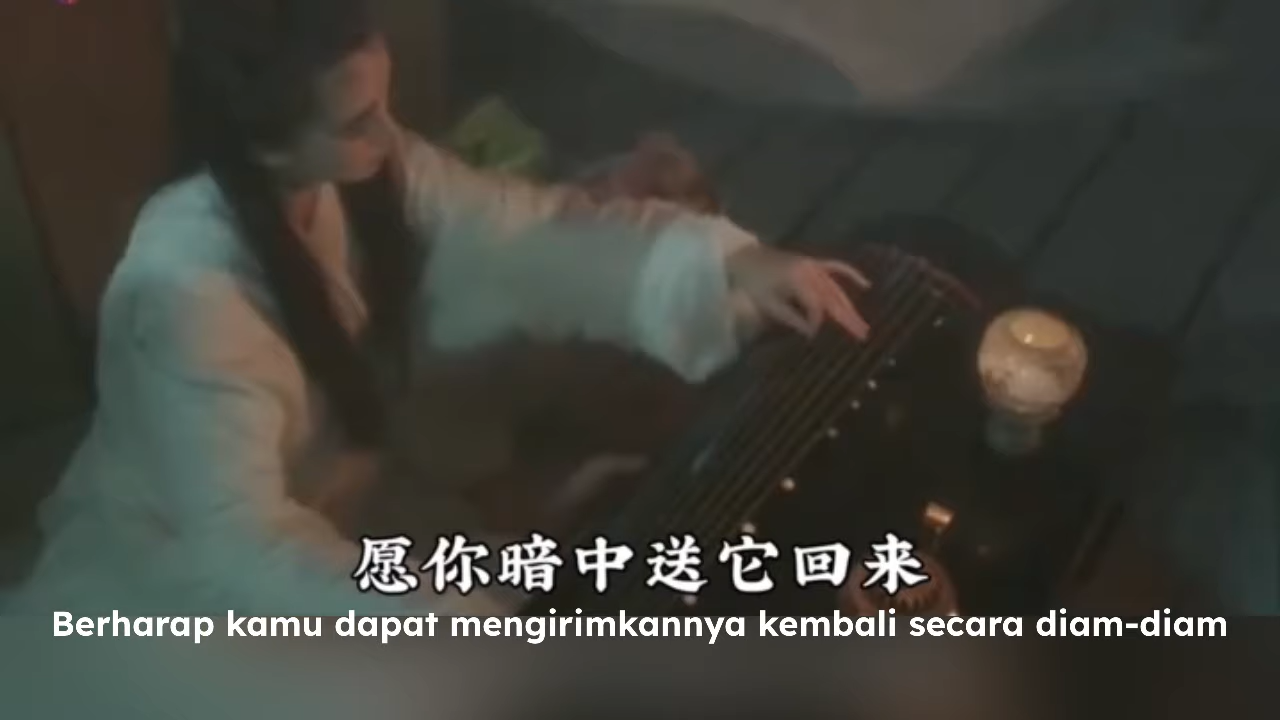 愿你暗中送它回来
Berharap kamu dapat mengirimkannya kembali secara diam-diam